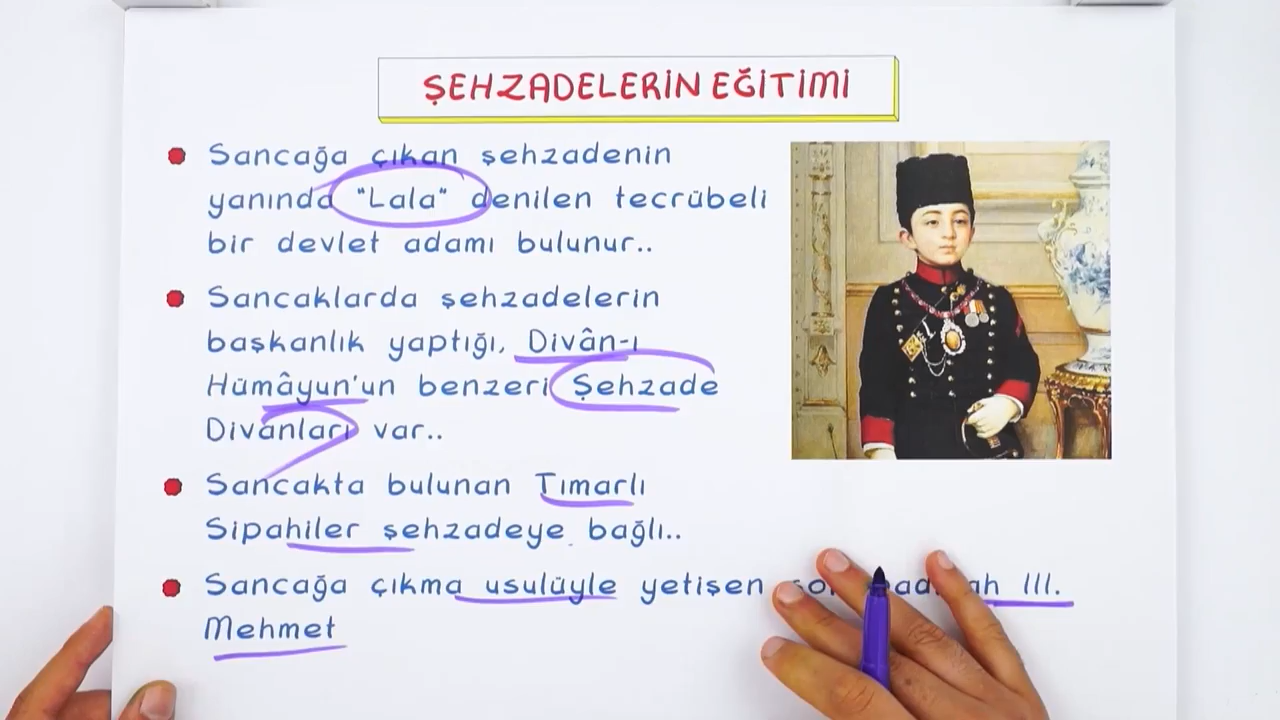 ŞEHZADELERİN EĞİTİMİ
Sancağa çıkan şehzadenin
yanında "Lala" denilen tecrübeli
bir devlet adamı bulunur..
Sancaklarda şehzadelerin
başkanlık yaptığı, Divân-ı
Hümâyun'un benzeri Şehzade
Divanları var..
Sancakta bulunan Tımarlı
Sipahiler şehzadeye bağlı..
Sancağa çıkma usulüyle yetişen III.
Mehmet